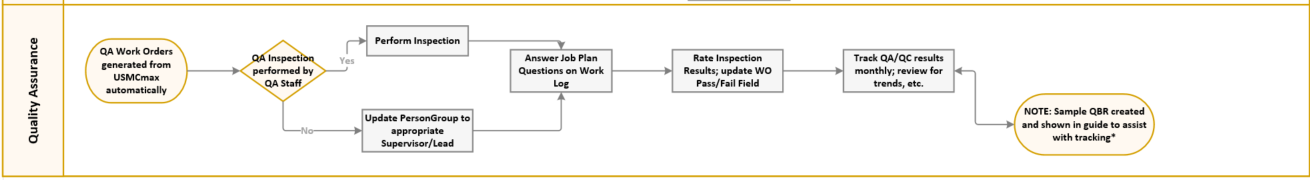 Quality Assurance
QA Work Orders
generated from
USMCmax
automatically
QA Inspection
performed by
QA Staff
Yes
No
Perform Inspection
Update PersonGroup to
appropriate
Supervisor/Lead
Answer Job Plan
Questions on Work
Log
Rate Inspection
Results; update WO
Pass/Fail Field
Track QA/QC results
monthly; review for
trends, etc.
NOTE: Sample QBR created
and shown in guide to assist
with tracking*